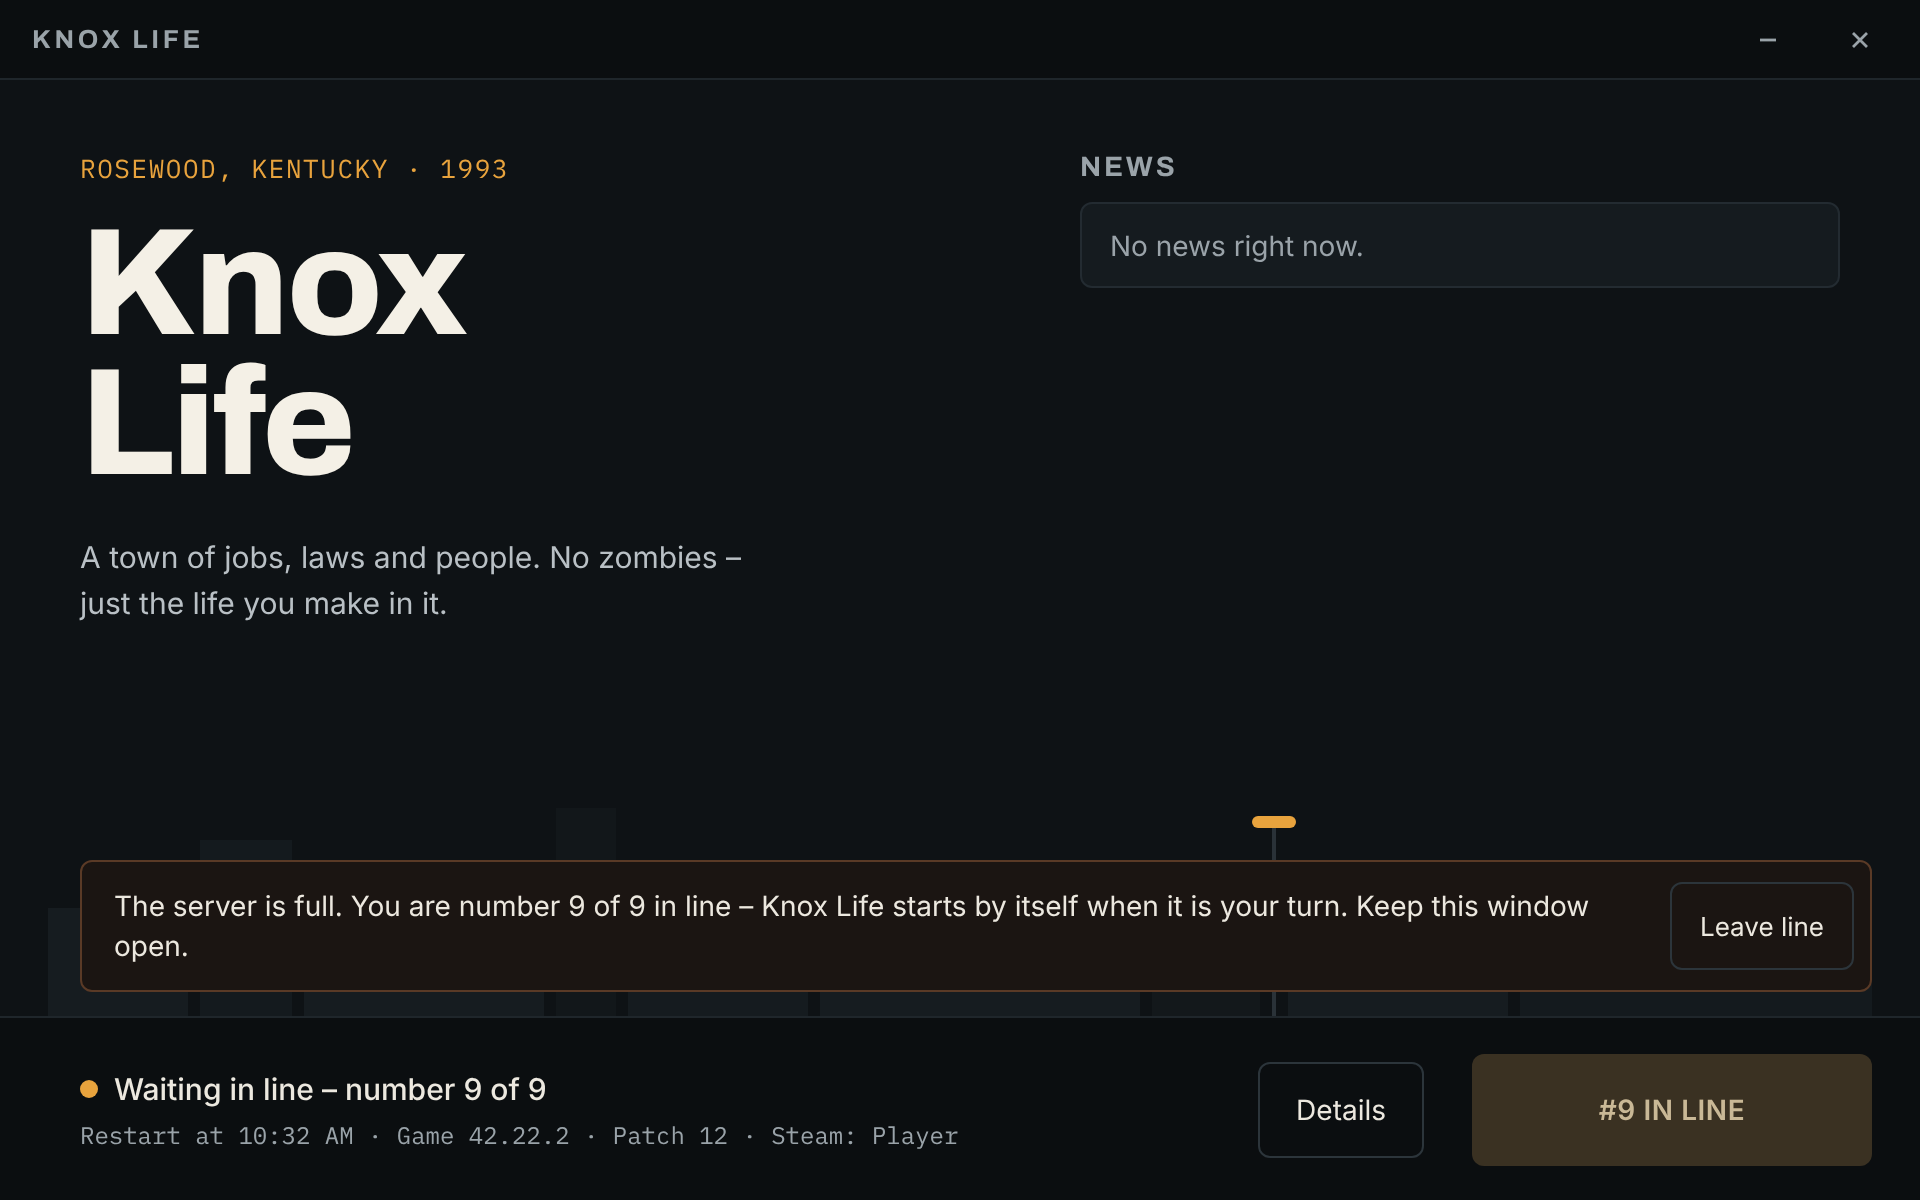 KNOX LIFE
ROSEWOOD, KENTUCKY · 1993
Knox
Life
A town of jobs, laws and people. No zombies –
just the life you make in it.
NEWS
No news right now.
The server is full. You are number 9 of 9 in line – Knox Life starts by itself when it is your turn. Keep this window
open.
Leave line
Waiting in line – number 9 of 9
Restart at 10:32 AM · Game 42.22.2 · Patch 12 · Steam: Player
Details
#9 IN LINE